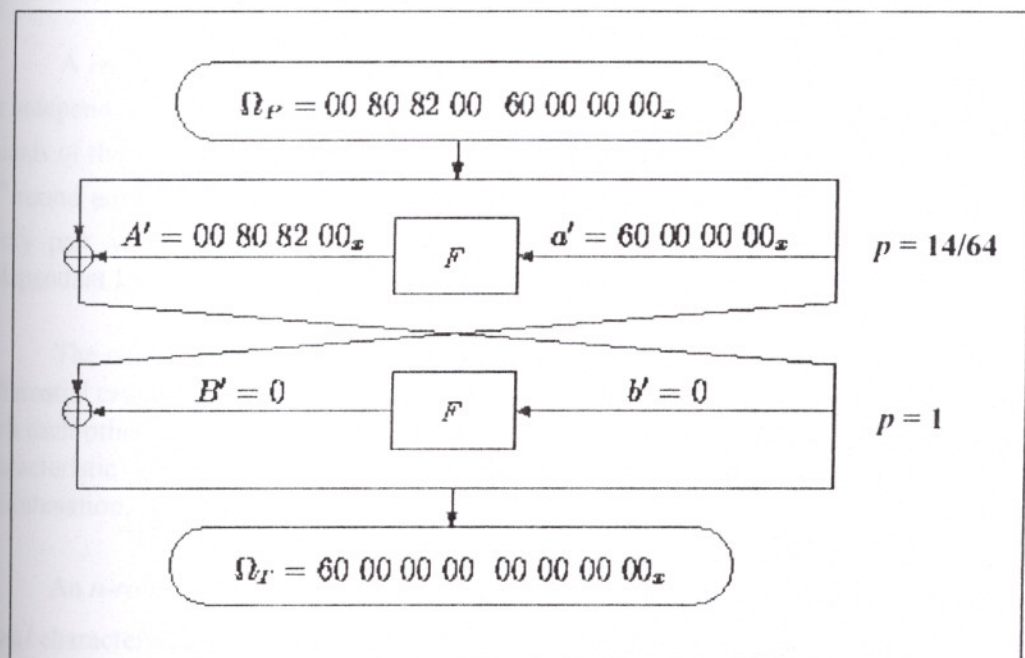 Ω_P = 00 80 82 00 60 00 00 00_x
A' = 00 80 82 00_x F a' = 60 00 00 00_x p = 14/64
B' = 0 F b' = 0 p = 1
Ω_T = 60 00 00 00 00 00 00 00_x